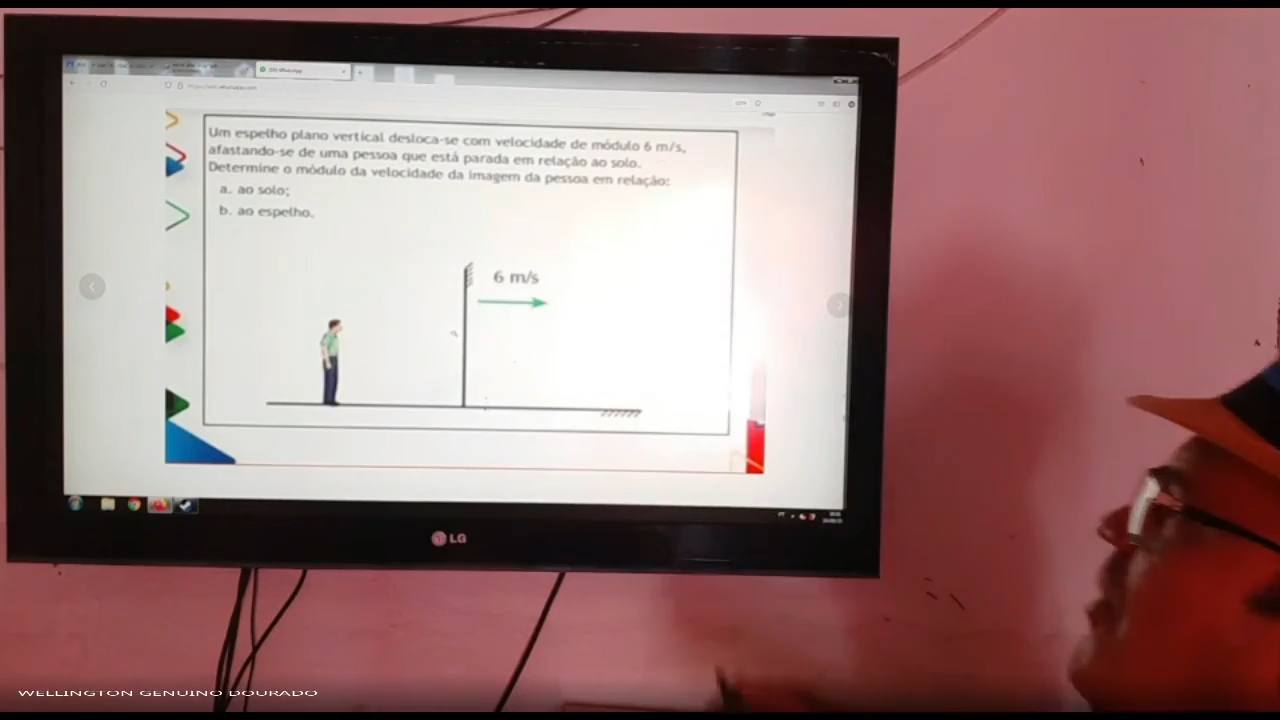 Um espelho plano vertical desloca-se com velocidade de módulo 6 m/s,
afastando-se de uma pessoa que está parada em relação ao solo.
Determine o módulo da velocidade da imagem da pessoa em relação:
a. ao solo;
b. ao espelho.
6 m/s
LG
WELLINGTON GENUINO DOURADO